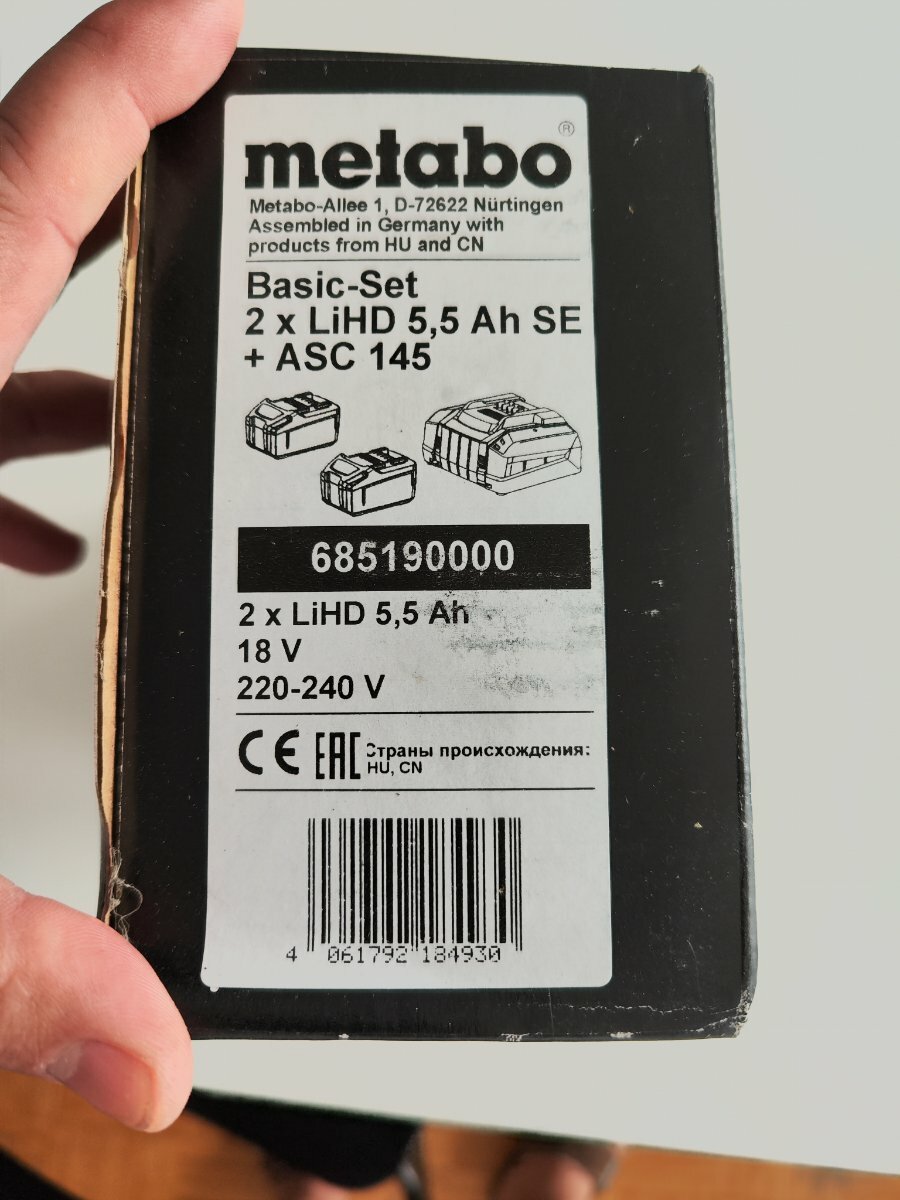 metabo®
Metabo-Allee 1, D-72622 Nürtingen
Assembled in Germany with
products from HU and CN
Basic-Set
2 x LiHD 5,5 Ah SE
+ ASC 145
685190000
2 x LiHD 5,5 Ah
18 V
220-240 V
CE EAC Страны происхождения:
HU, CN
4 061792 184930